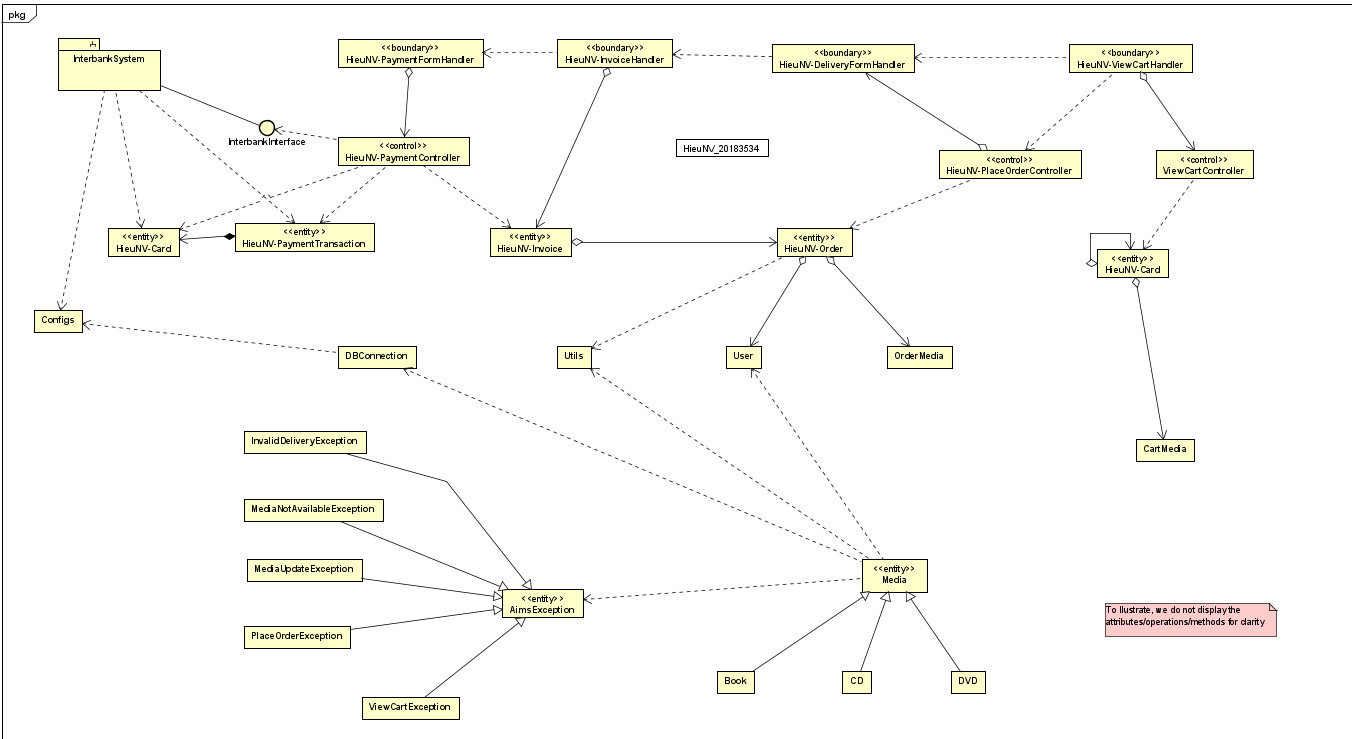 pkg
InterbankSystem
<<boundary>>
HieuNV-PaymentFormHandler
<<boundary>>
HieuNV-InvoiceHandler
<<boundary>>
HieuNV-DeliveryFormHandler
<<boundary>>
HieuNV-ViewCartHandler
InterbankInterface
<<control>>
HieuNV-PaymentController
HieuNV_20183534
<<control>>
HieuNV-PlaceOrderController
<<control>>
ViewCartController
<<entity>>
HieuNV-Card
<<entity>>
HieuNV-PaymentTransaction
<<entity>>
HieuNV-Invoice
<<entity>>
HieuNV-Order
<<entity>>
HieuNV-Card
Configs
DBConnection
Utils
User
OrderMedia
InvalidDeliveryException
CartMedia
MediaNotAvailableException
MediaUpdateException
<<entity>>
Media
<<entity>>
AimsException
To llustrate, we do not display the
attributes/operations/methods for clarity
PlaceOrderException
Book
CD
DVD
ViewCartException